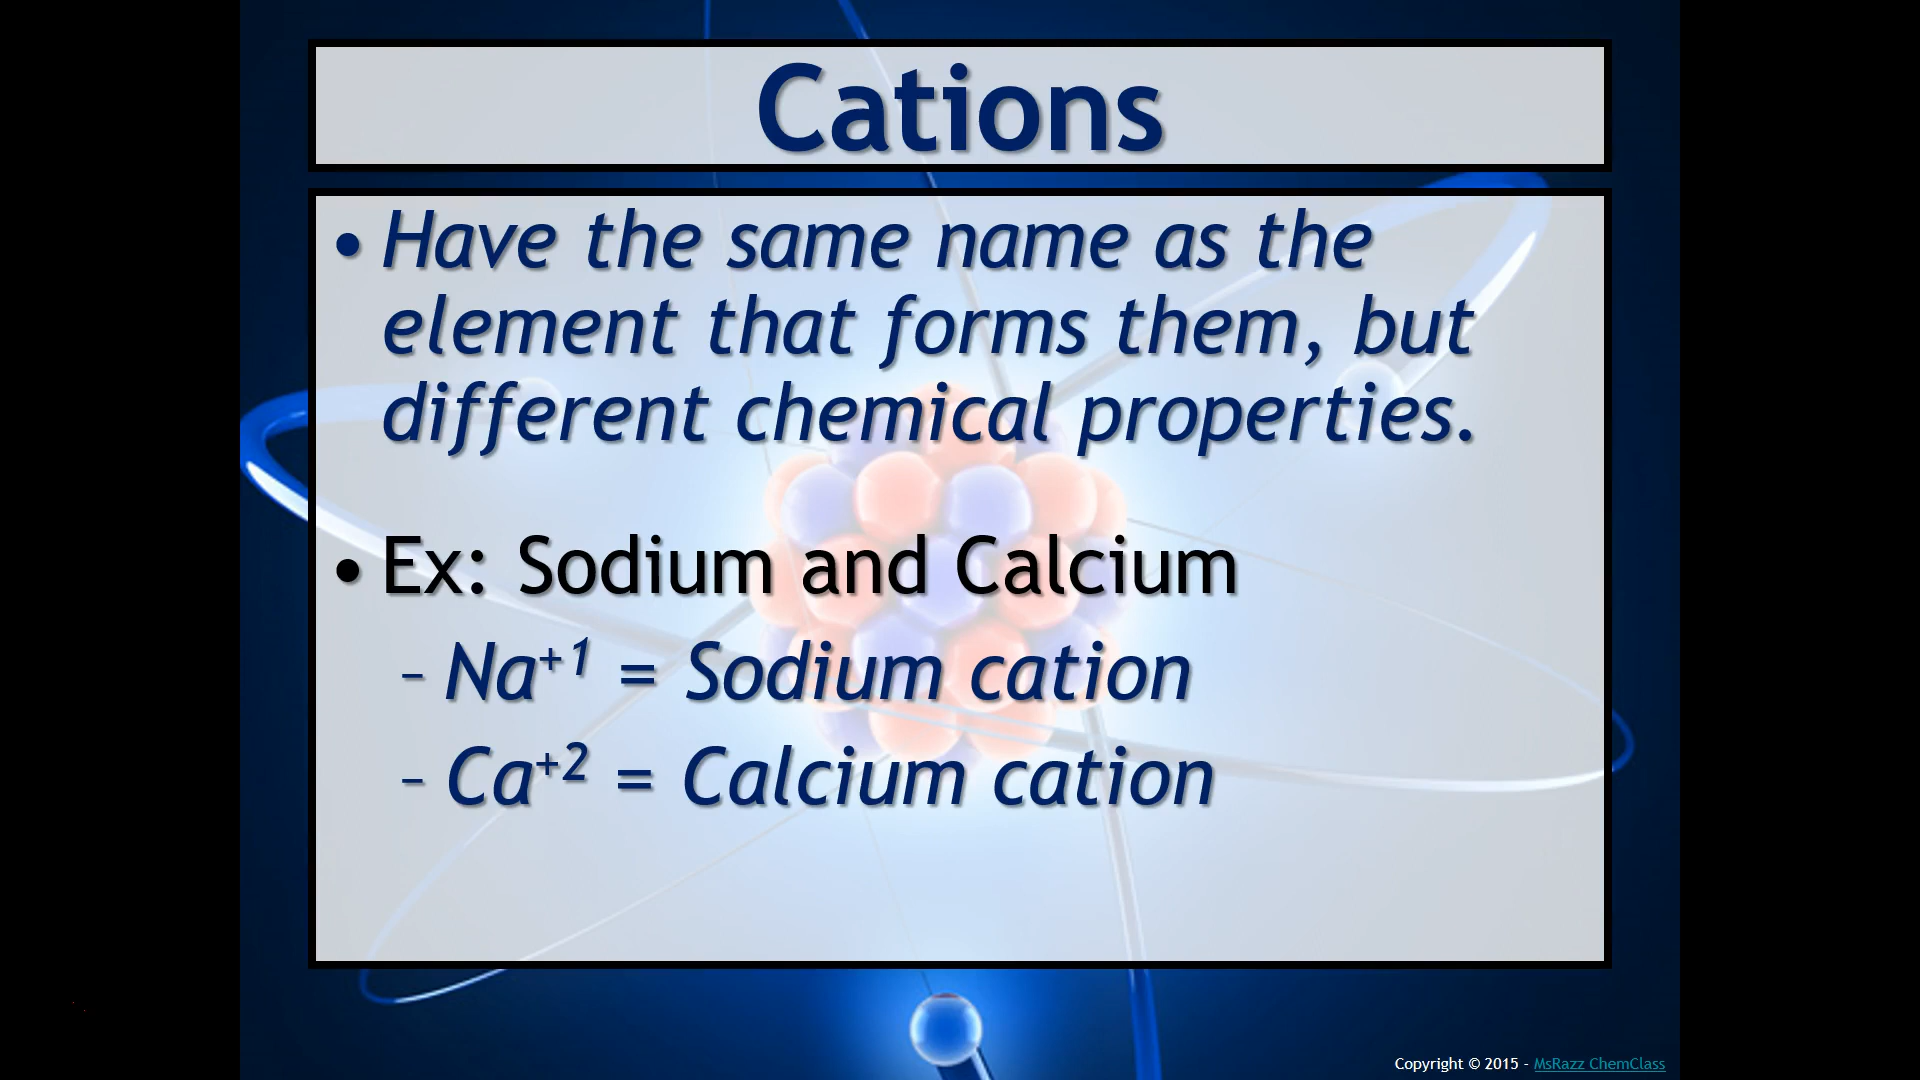 Cations
• Have the same name as the
element that forms them, but
different chemical properties.
• Ex: Sodium and Calcium
– Na⁺¹ = Sodium cation
– Ca⁺² = Calcium cation
Copyright © 2015 - MsRazz ChemClass